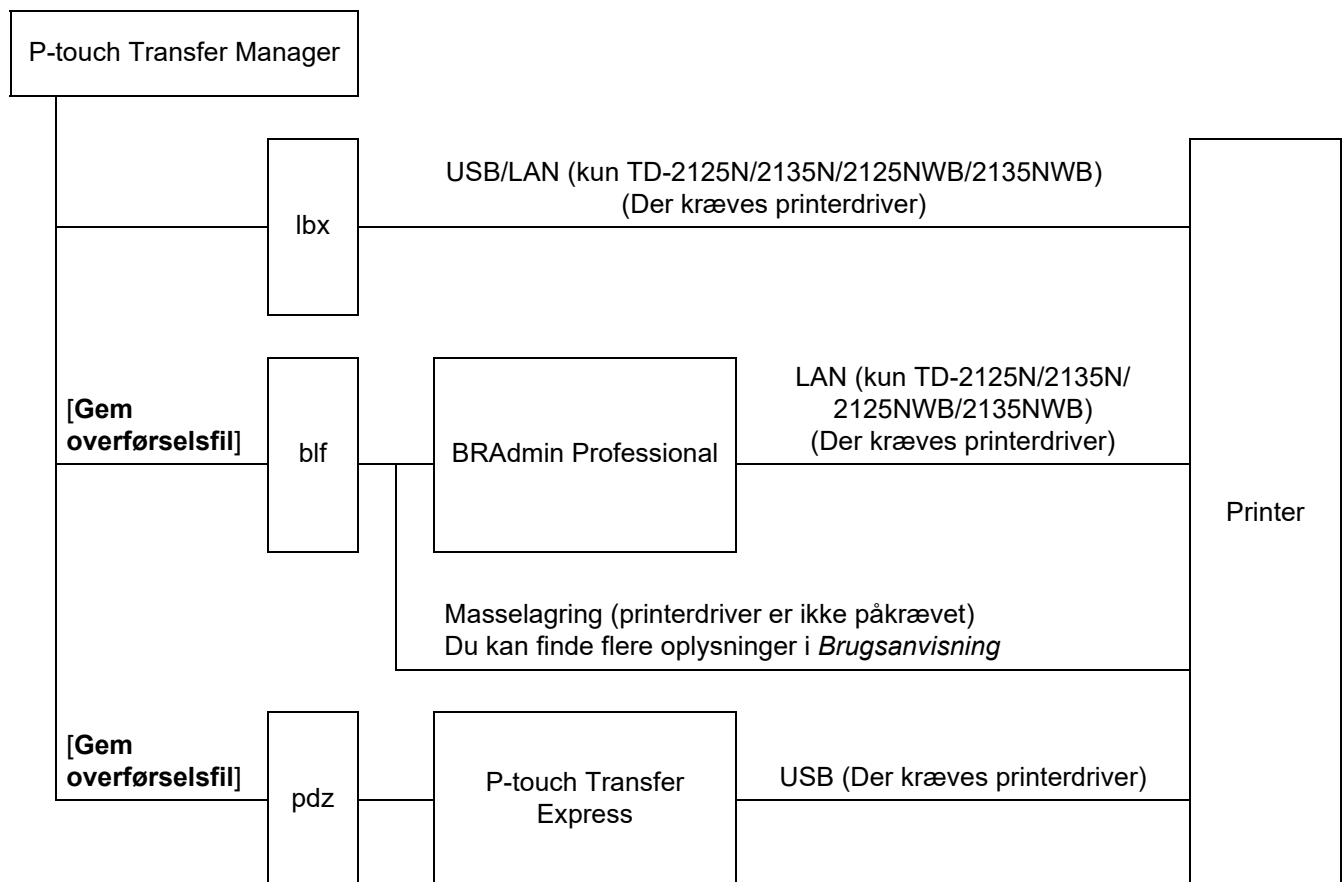 P-touch Transfer Manager
lbx
USB/LAN (kun TD-2125N/2135N/2125NWB/2135NWB)
(Der kræves printerdriver)
[Gem
overførselsfil]
blf
BRAdmin Professional
LAN (kun TD-2125N/2135N/
2125NWB/2135NWB)
(Der kræves printerdriver)
Printer
Masselagring (printerdriver er ikke påkrævet)
Du kan finde flere oplysninger i Brugsanvisning
[Gem
overførselsfil]
pdz
P-touch Transfer
Express
USB (Der kræves printerdriver)